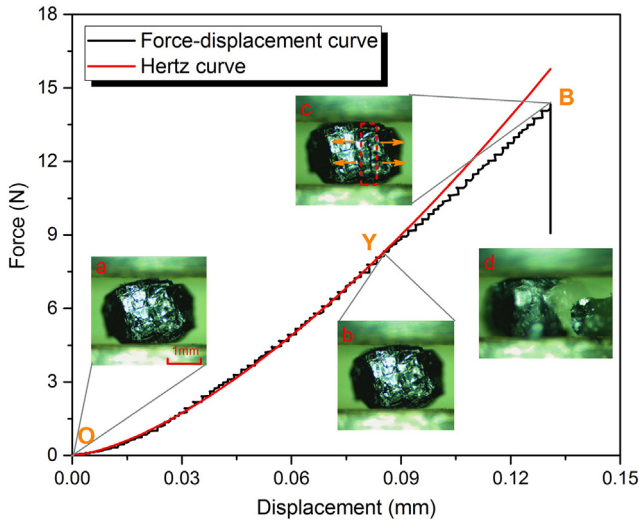 18
15
12
9
6
3
0
Force (N)
Force-displacement curve
Hertz curve
c
B
Y
a
1mm
d
b
O
0.00
0.03
0.06
0.09
0.12
0.15
Displacement (mm)